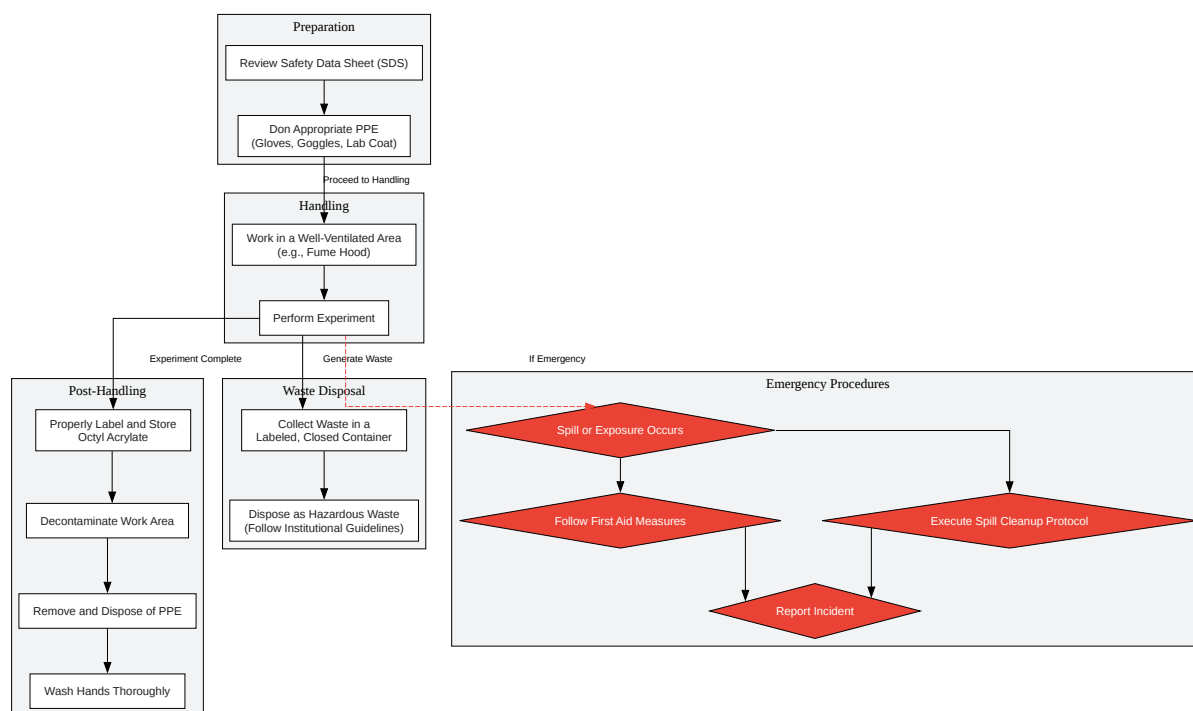 Preparation
Review Safety Data Sheet (SDS)
Don Appropriate PPE
(Gloves, Goggles, Lab Coat)
Proceed to Handling
Handling
Work in a Well-Ventilated Area
(e.g., Fume Hood)
Perform Experiment
Experiment Complete
Generate Waste
If Emergency
Post-Handling
Properly Label and Store
Octyl Acrylate
Decontaminate Work Area
Remove and Dispose of PPE
Wash Hands Thoroughly
Waste Disposal
Collect Waste in a
Labeled, Closed Container
Dispose as Hazardous Waste
(Follow Institutional Guidelines)
Emergency Procedures
Spill or Exposure Occurs
Follow First Aid Measures
Execute Spill Cleanup Protocol
Report Incident